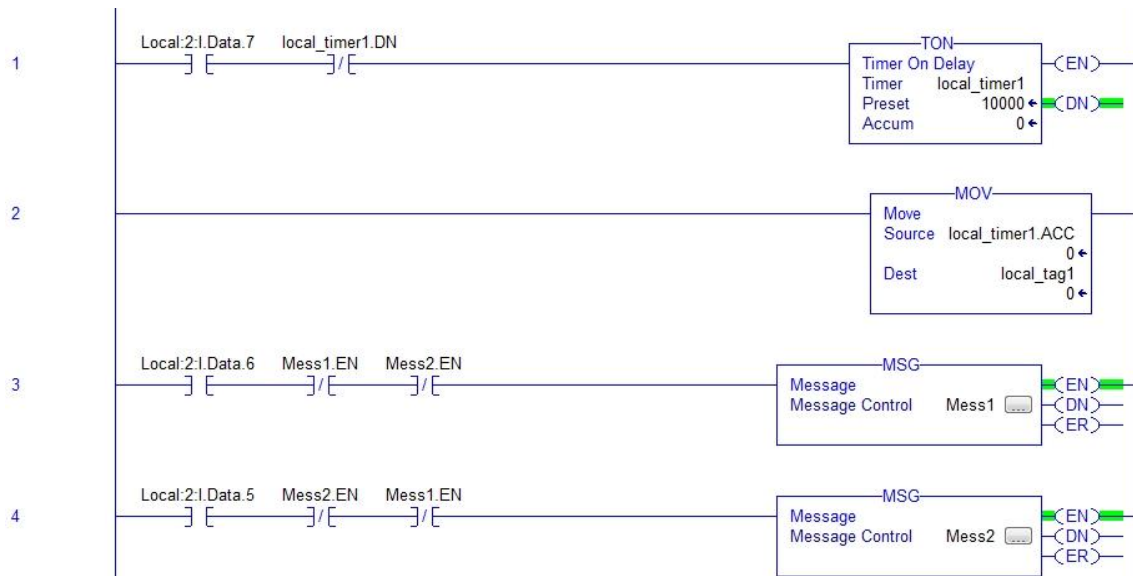 1
Local:2:I.Data.7 local_timer1.DN
TON
Timer On Delay
Timer local_timer1
Preset 10000
Accum 0
EN
DN
2
MOV
Move
Source local_timer1.ACC
0
Dest local_tag1
0
3
Local:2:I.Data.6 Mess1.EN Mess2.EN
MSG
Message
Message Control Mess1 ...
EN
DN
ER
4
Local:2:I.Data.5 Mess2.EN Mess1.EN
MSG
Message
Message Control Mess2 ...
EN
DN
ER